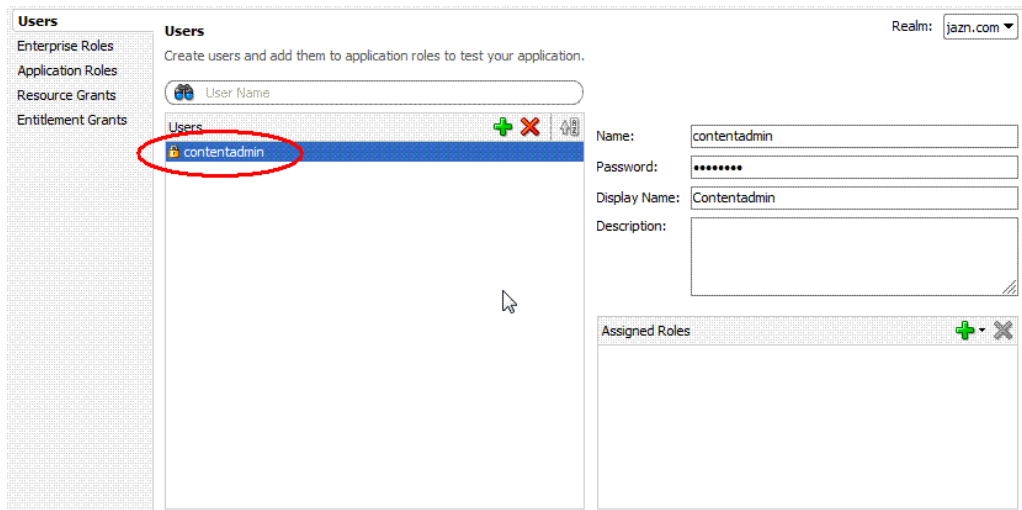 Users
Enterprise Roles
Application Roles
Resource Grants
Entitlement Grants
Users
Realm: jazn.com
Create users and add them to application roles to test your application.
User Name
Users
contentadmin
Name: contentadmin
Password: ••••••••
Display Name: Contentadmin
Description:
Assigned Roles